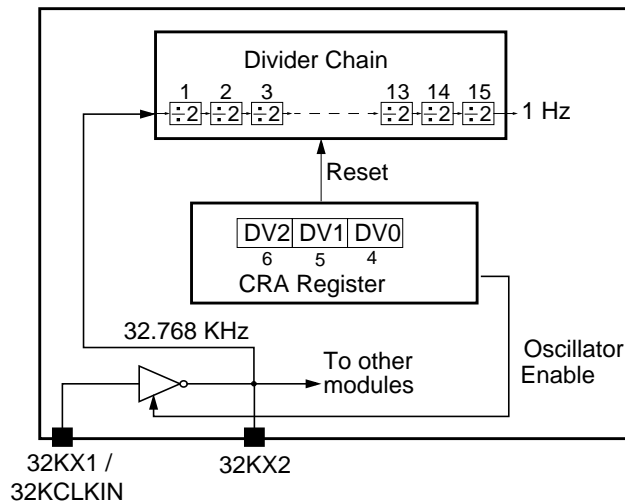 Divider Chain
1 2 3 13 14 15
÷2 ÷2 ÷2 ÷2 ÷2 ÷2 1 Hz
Reset
DV2 DV1 DV0
6 5 4
CRA Register
32.768 KHz
To other
modules
Oscillator
Enable
32KX1 /
32KCLKIN
32KX2